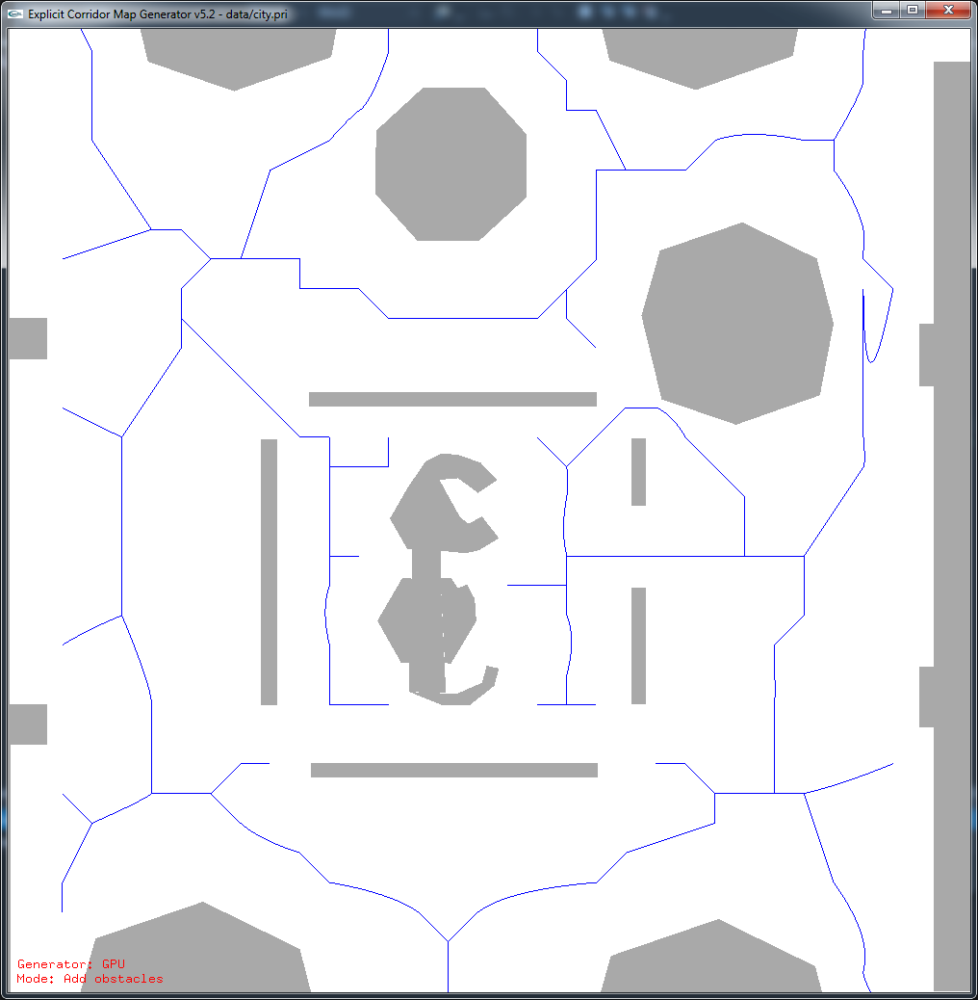 Explicit Corridor Map Generator v5.2 - data/city.pri
Generator: GPU
Mode: Add obstacles